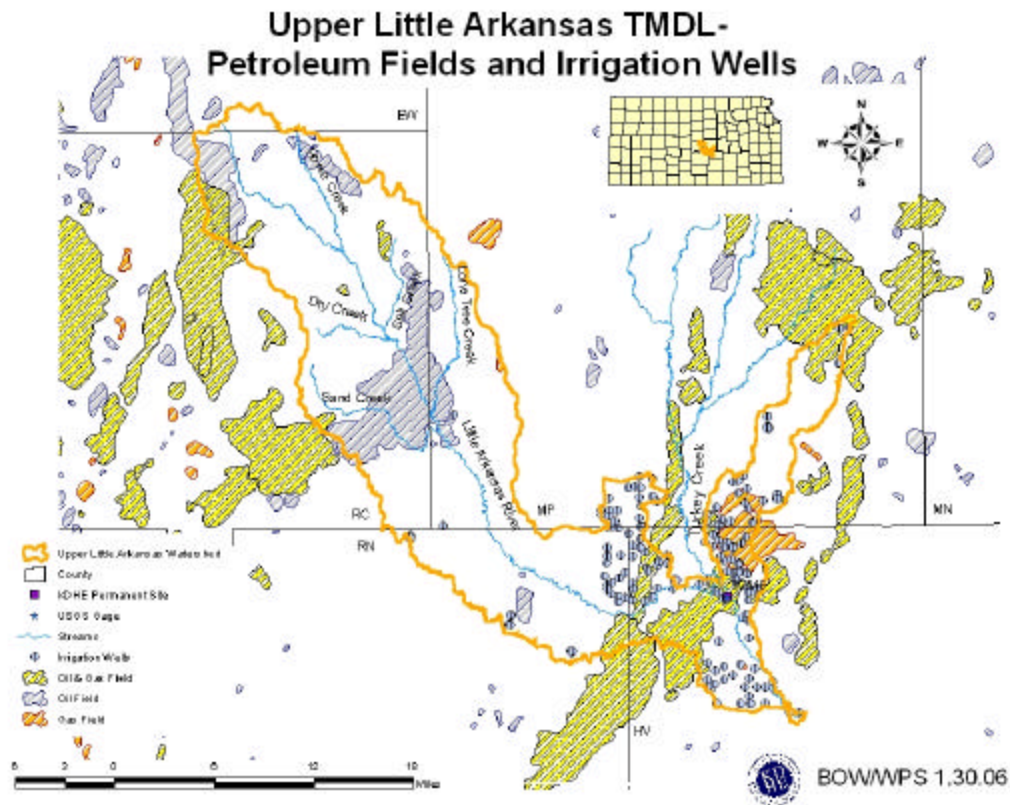 Upper Little Arkansas TMDL-
Petroleum Fields and Irrigation Wells
N
W E
S
Dry Creek
Lone Tree Creek
Sand Creek
Little Arkansas River
Turkey Creek
RC
MP
MN
RN
HV
Upper Little Arkansas Watershed
County
KDHE Permanent Site
USGS Gage
Streams
Irrigation Wells
Oil & Gas Field
Oil Field
Gas Field
Miles
BOW/WPS 1.30.06